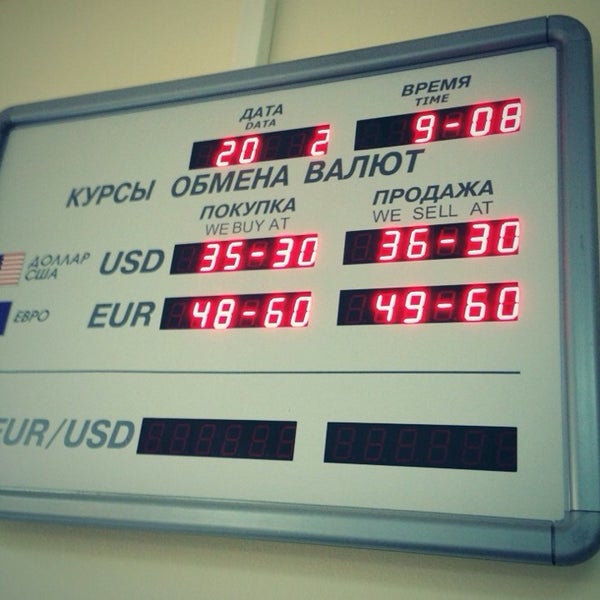 ДАТА ВРЕМЯ
DATA TIME
20 2 9-08
КУРСЫ ОБМЕНА ВАЛЮТ
ПОКУПКА ПРОДАЖА
WE BUY AT WE SELL AT
ДОЛЛАР США USD 35-30 36-30
ЕВРО EUR 48-60 49-60
EUR/USD